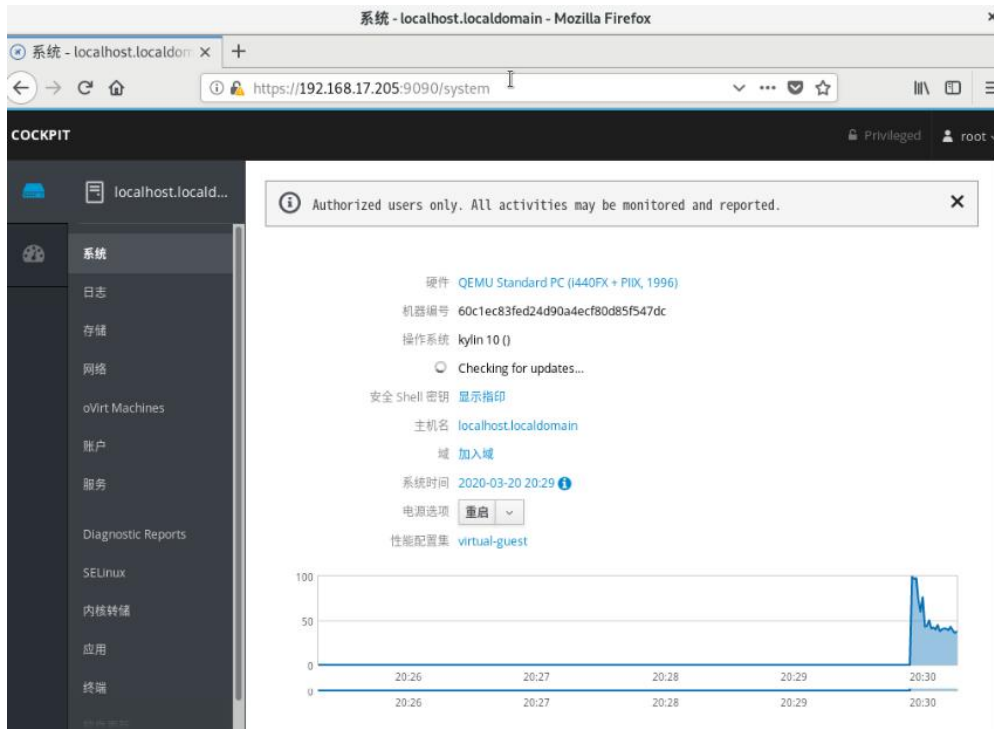 系统 - localhost.localdomain - Mozilla Firefox
系统 - localhost.localdom
https://192.168.17.205:9090/system
COCKPIT
Privileged
root
localhost.locald...
Authorized users only. All activities may be monitored and reported.
系统
日志
存储
网络
oVirt Machines
账户
服务
Diagnostic Reports
SELinux
内核转储
应用
终端
硬件 QEMU Standard PC (i440FX + PIIX, 1996)
机器编号 60c1ec83fed24d90a4ecf80d85f547dc
操作系统 kylin 10 ()
Checking for updates...
安全 Shell 密钥 显示指印
主机名 localhost.localdomain
域 加入域
系统时间 2020-03-20 20:29
电源选项 重启
性能配置集 virtual-guest
100
50
0
20:26 20:27 20:28 20:29 20:30
0
20:26 20:27 20:28 20:29 20:30